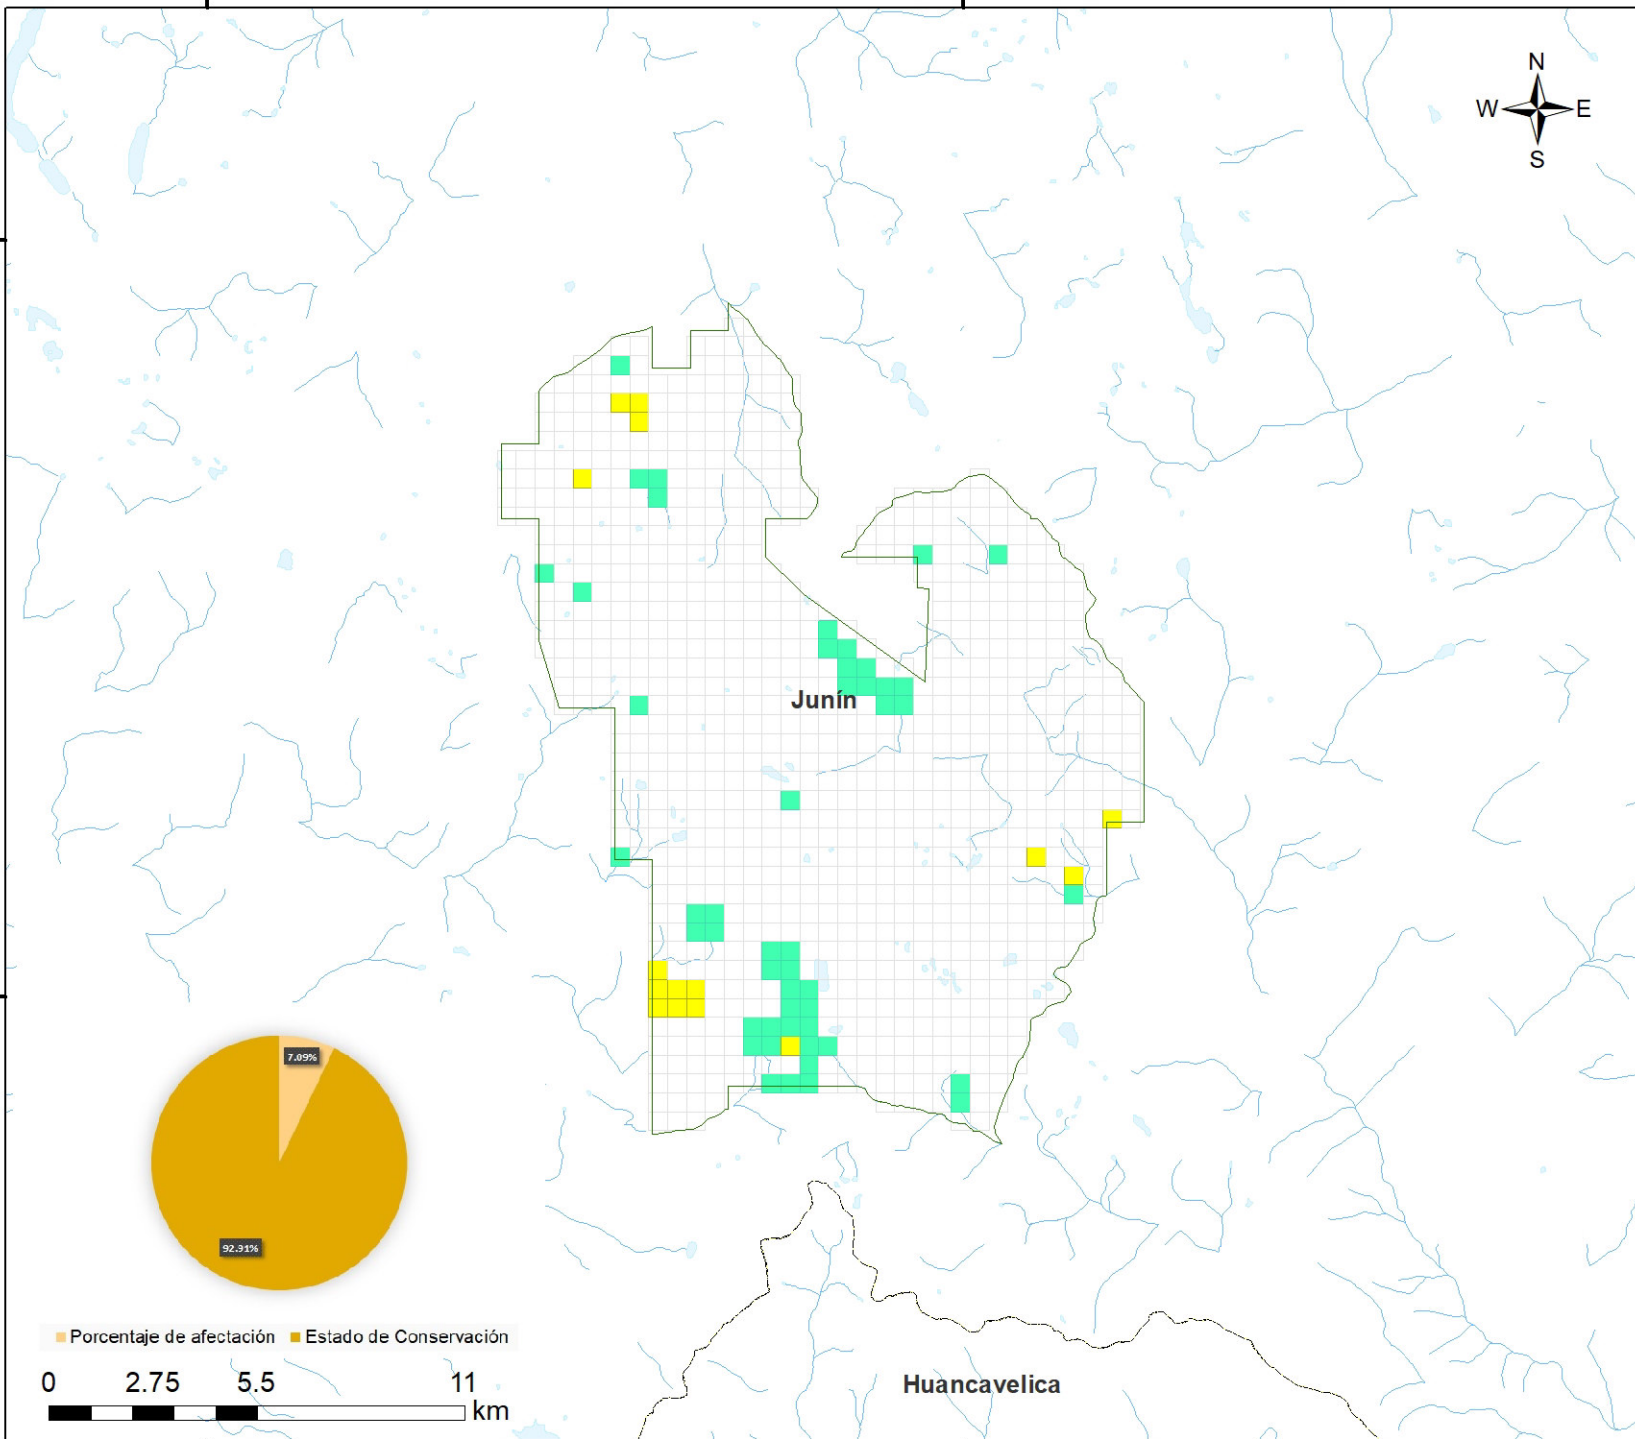 N
W E
S
Junín
7.09%
92.91%
Porcentaje de afectación Estado de Conservación
0 2.75 5.5 11
km
Huancavelica